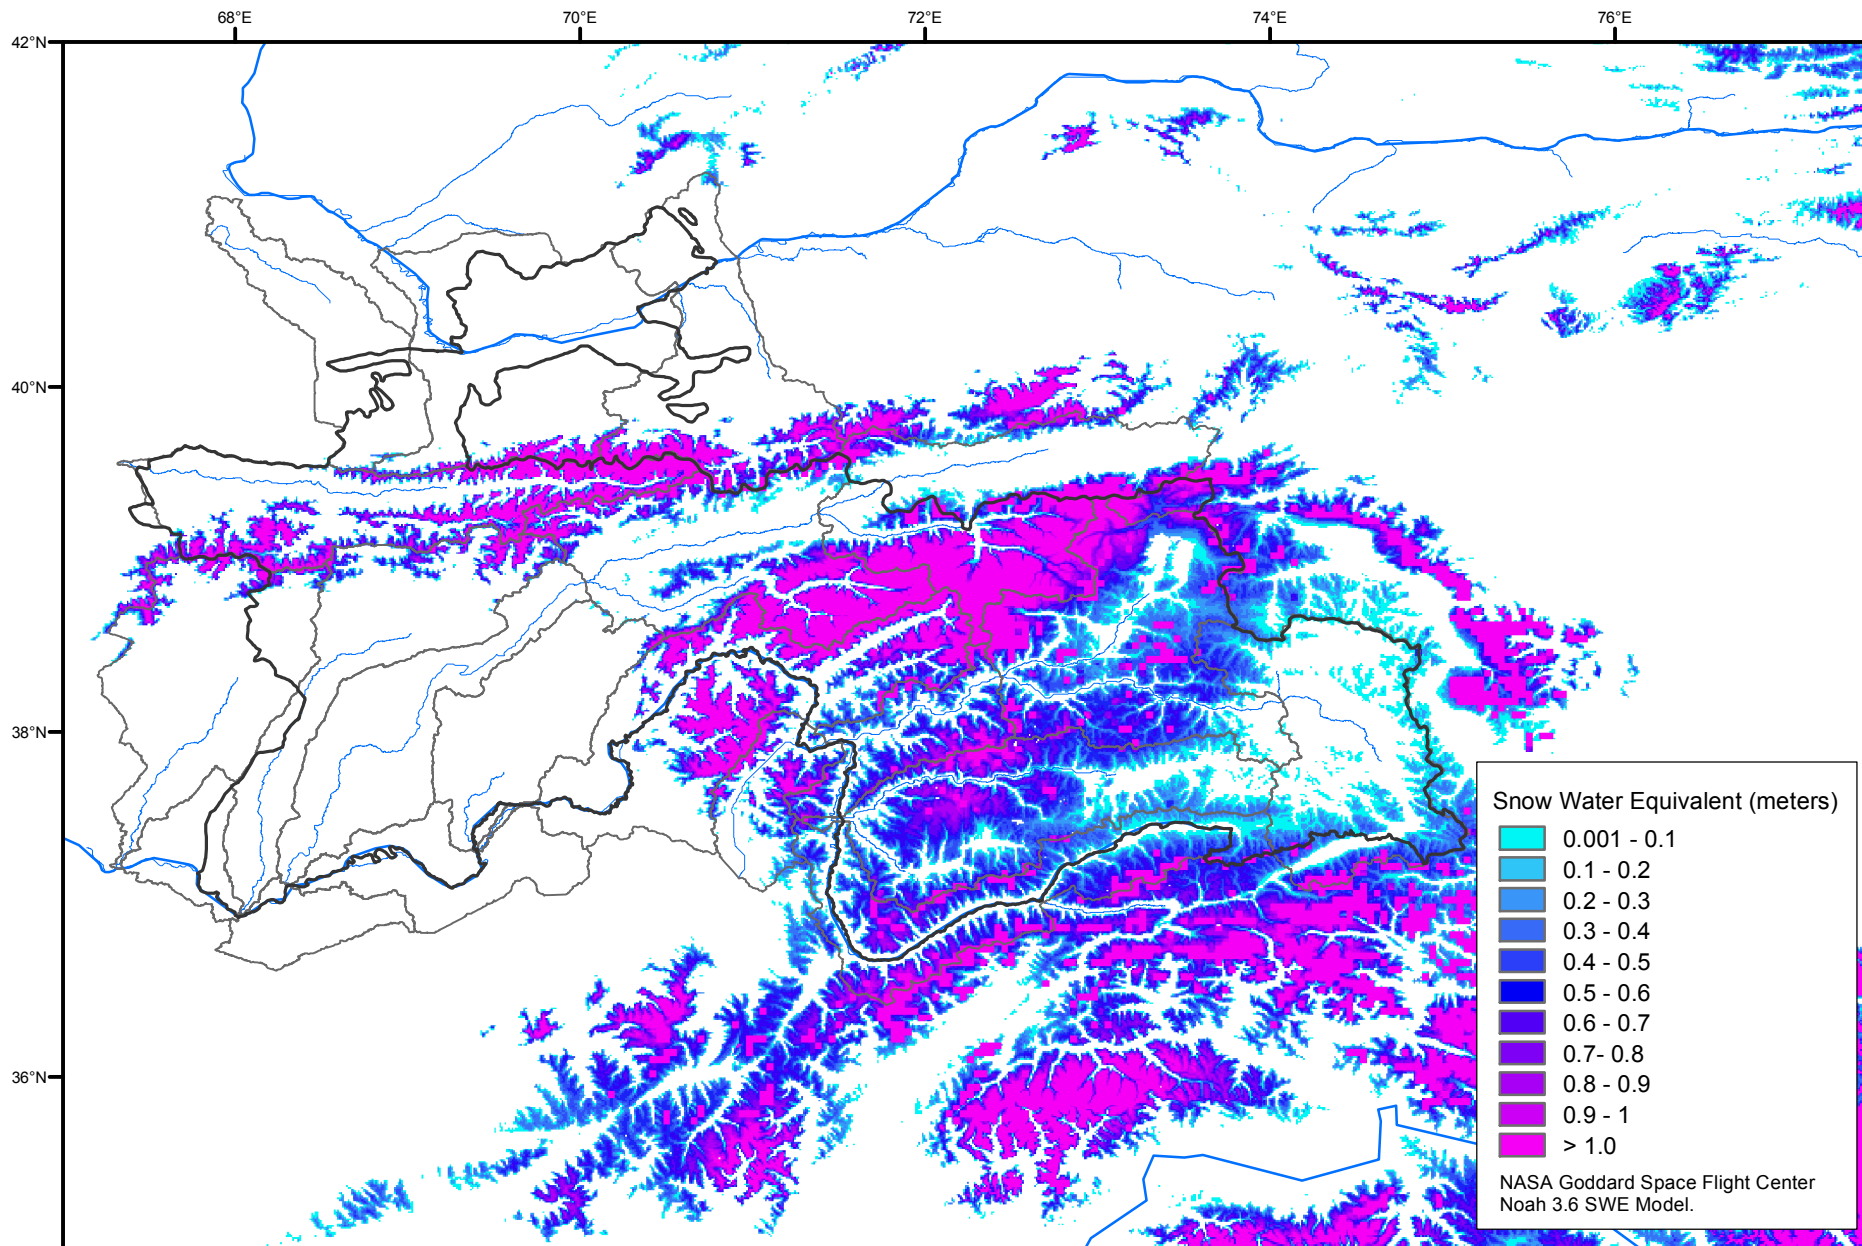 68°E 70°E 72°E 74°E 76°E
42°N
40°N
38°N
36°N
Snow Water Equivalent (meters)
0.001 - 0.1
0.1 - 0.2
0.2 - 0.3
0.3 - 0.4
0.4 - 0.5
0.5 - 0.6
0.6 - 0.7
0.7- 0.8
0.8 - 0.9
0.9 - 1
> 1.0
NASA Goddard Space Flight Center
Noah 3.6 SWE Model.